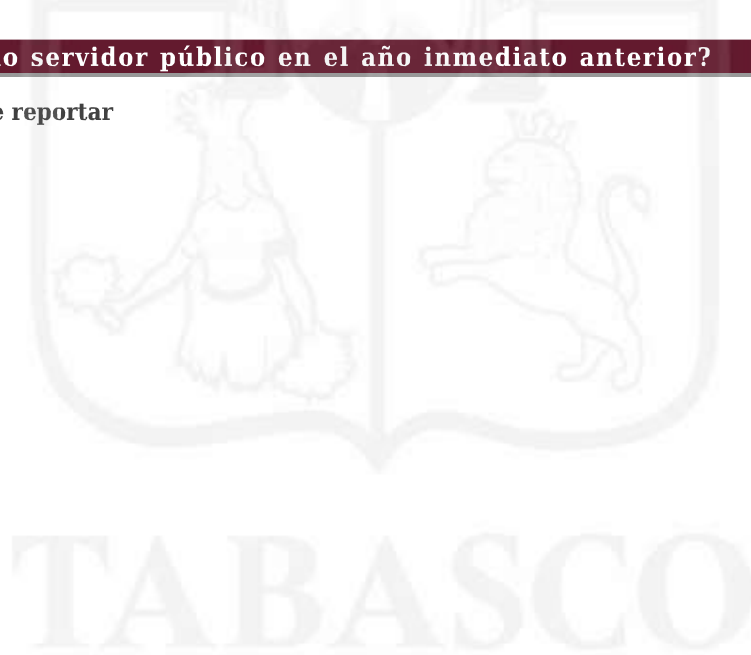 o servidor público en el año inmediato anterior?
e reportar
TABASCO